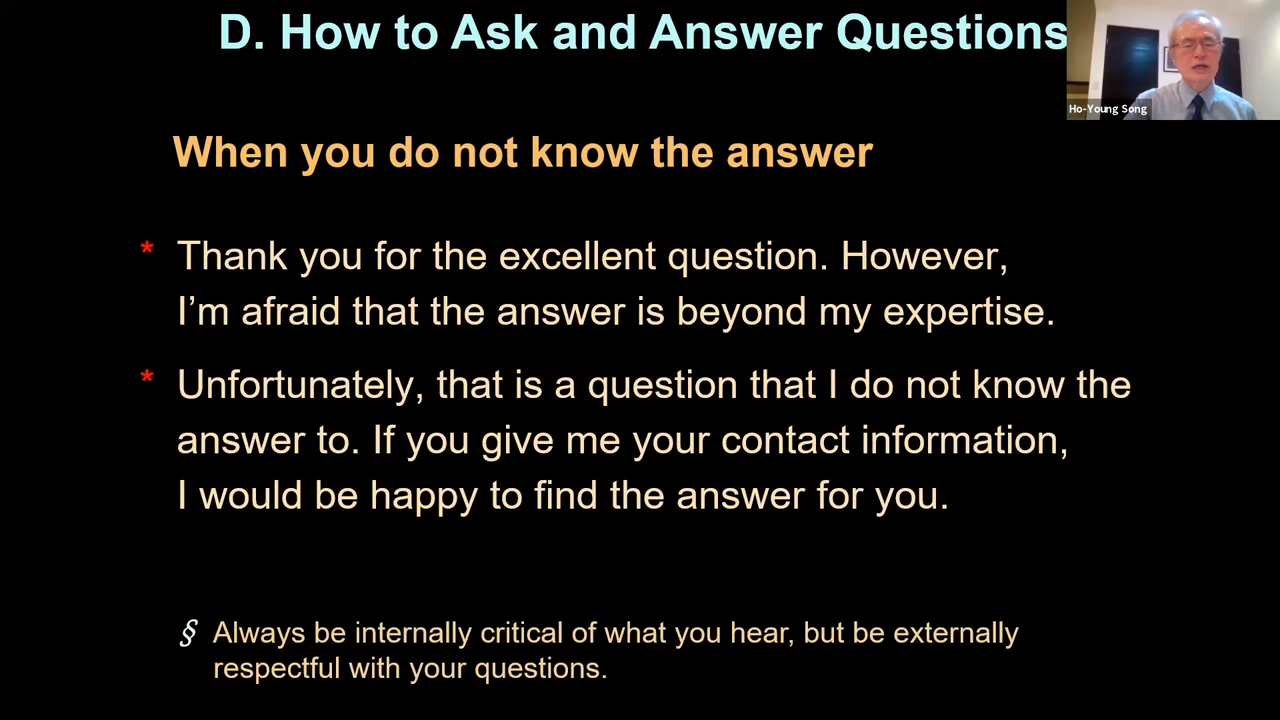 D. How to Ask and Answer Questions
Ho-Young Song
When you do not know the answer
* Thank you for the excellent question. However,
I’m afraid that the answer is beyond my expertise.
* Unfortunately, that is a question that I do not know the
answer to. If you give me your contact information,
I would be happy to find the answer for you.
§ Always be internally critical of what you hear, but be externally
respectful with your questions.